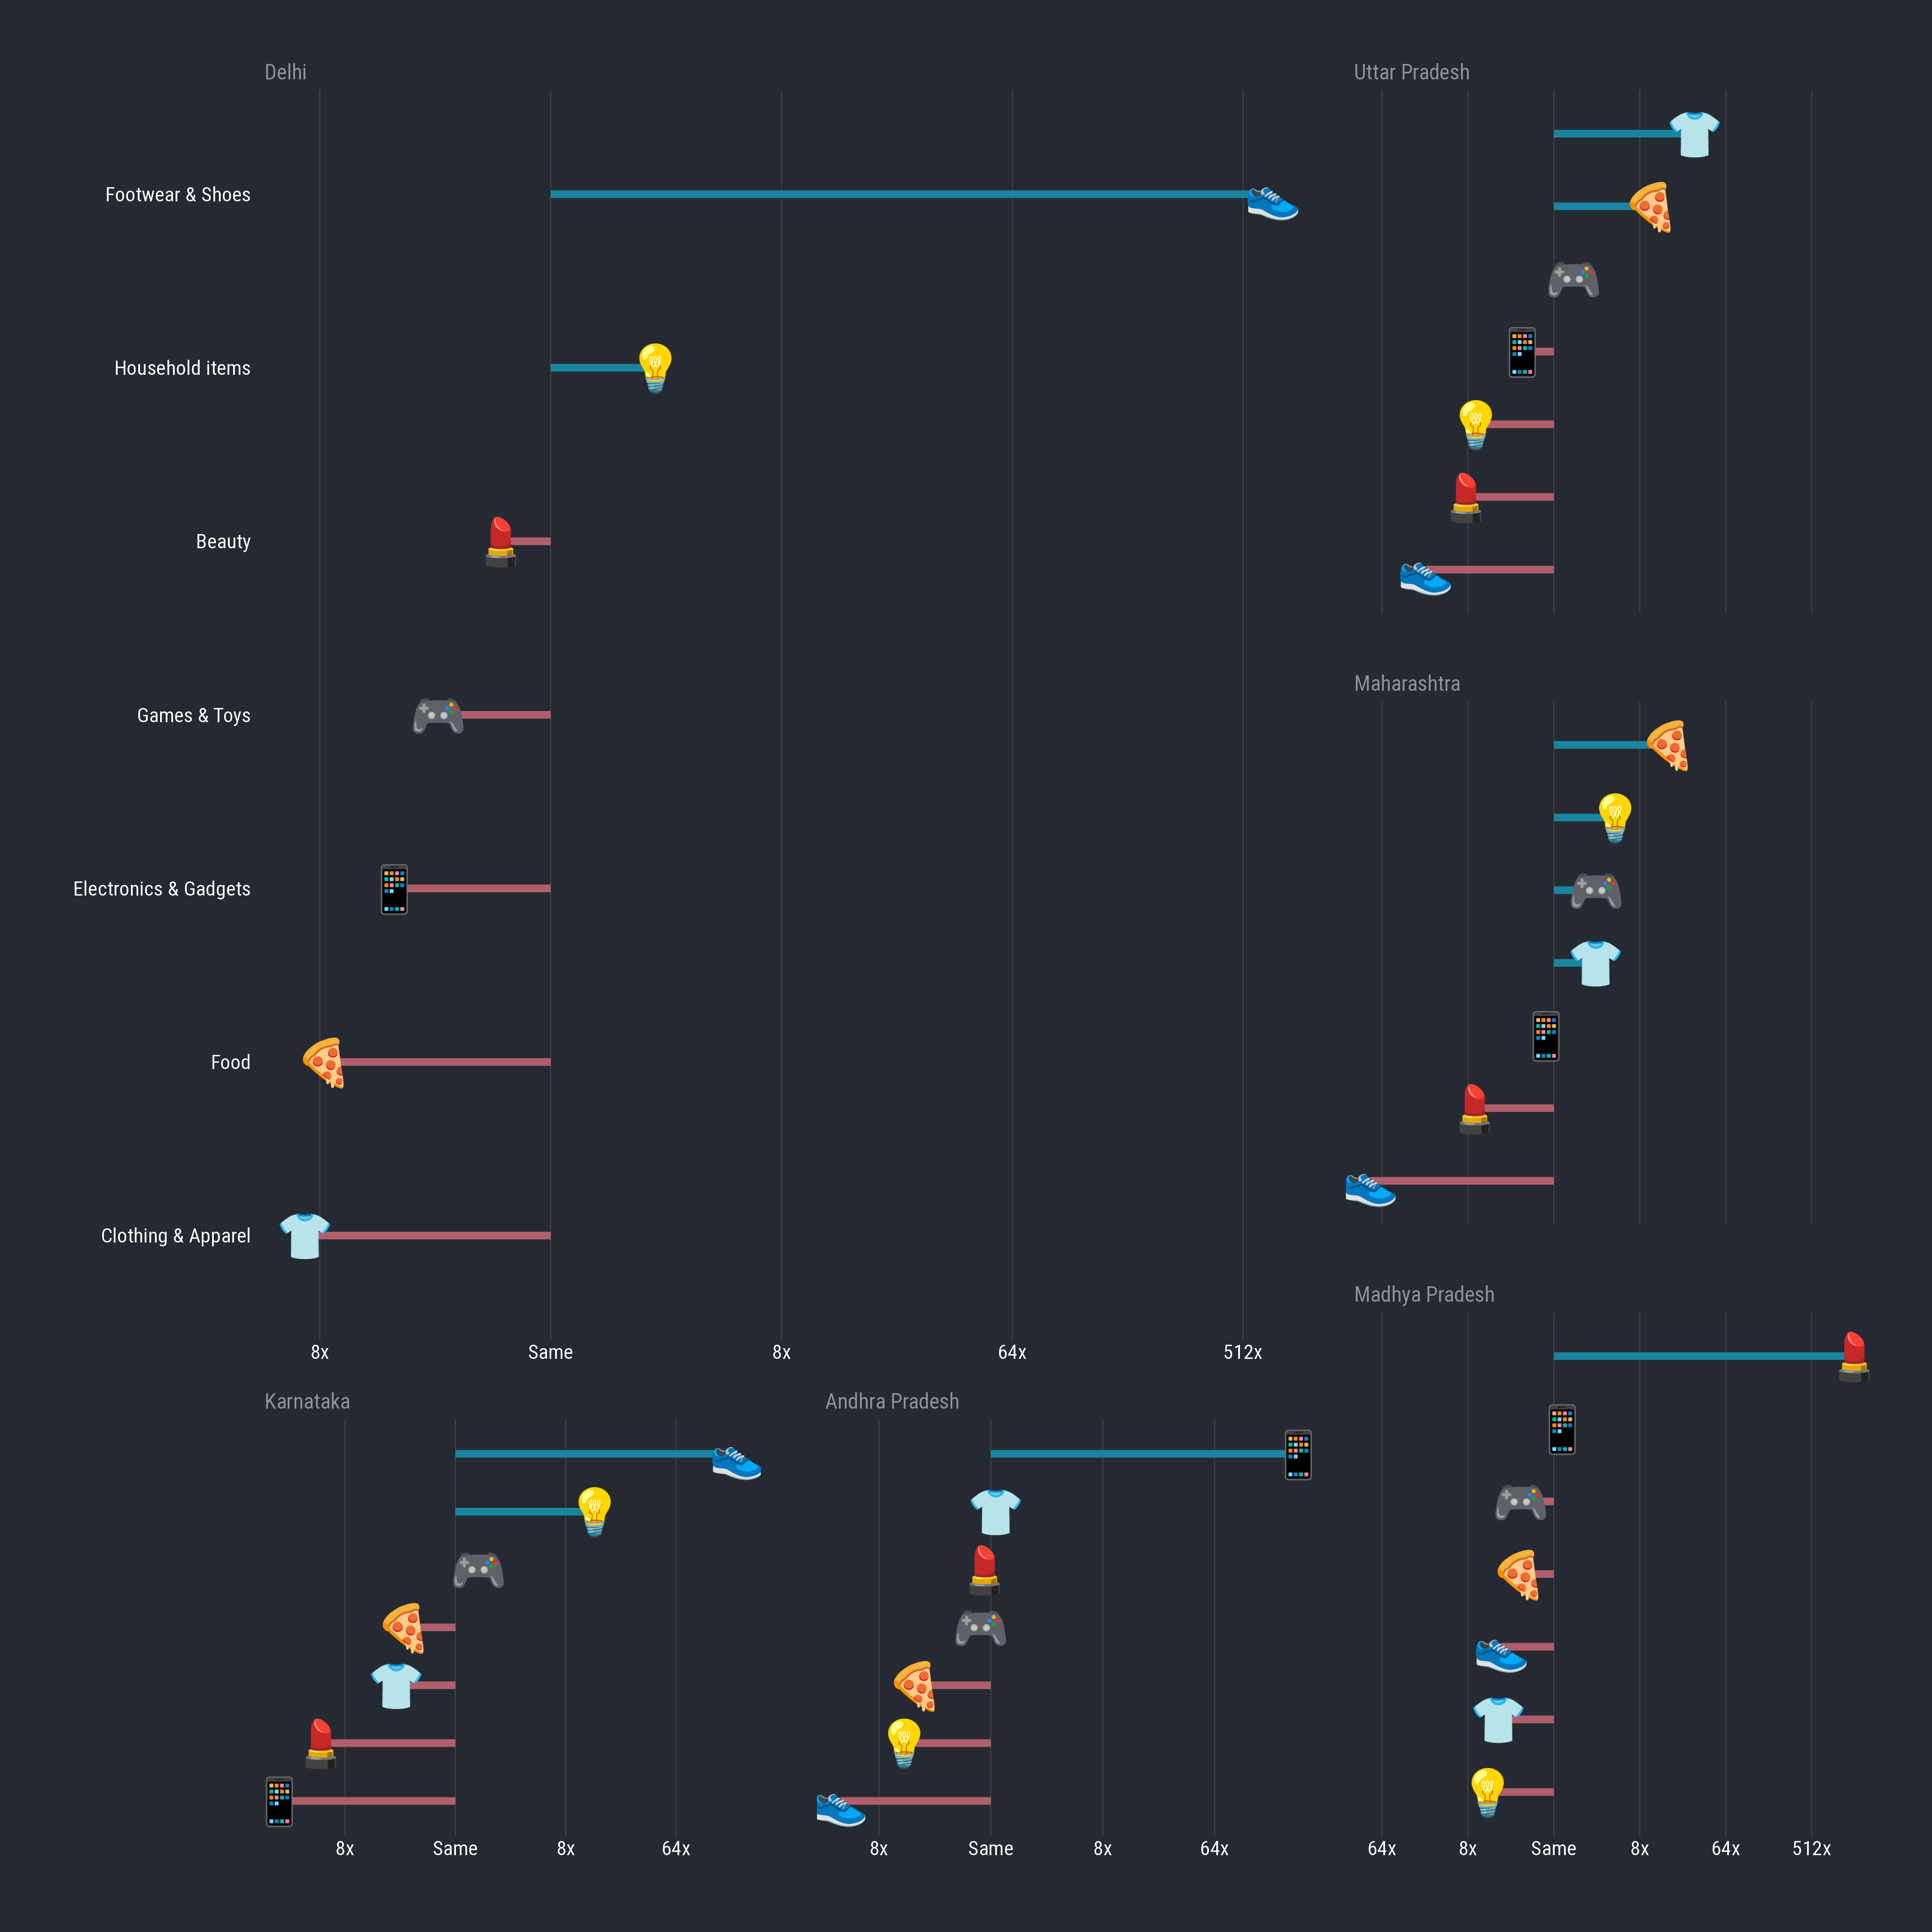 Delhi
Footwear & Shoes
Household items
Beauty
Games & Toys
Electronics & Gadgets
Food
Clothing & Apparel
8x Same 8x 64x 512x
Uttar Pradesh
Maharashtra
Madhya Pradesh
64x 8x Same 8x 64x 512x
Karnataka
8x Same 8x 64x
Andhra Pradesh
8x Same 8x 64x